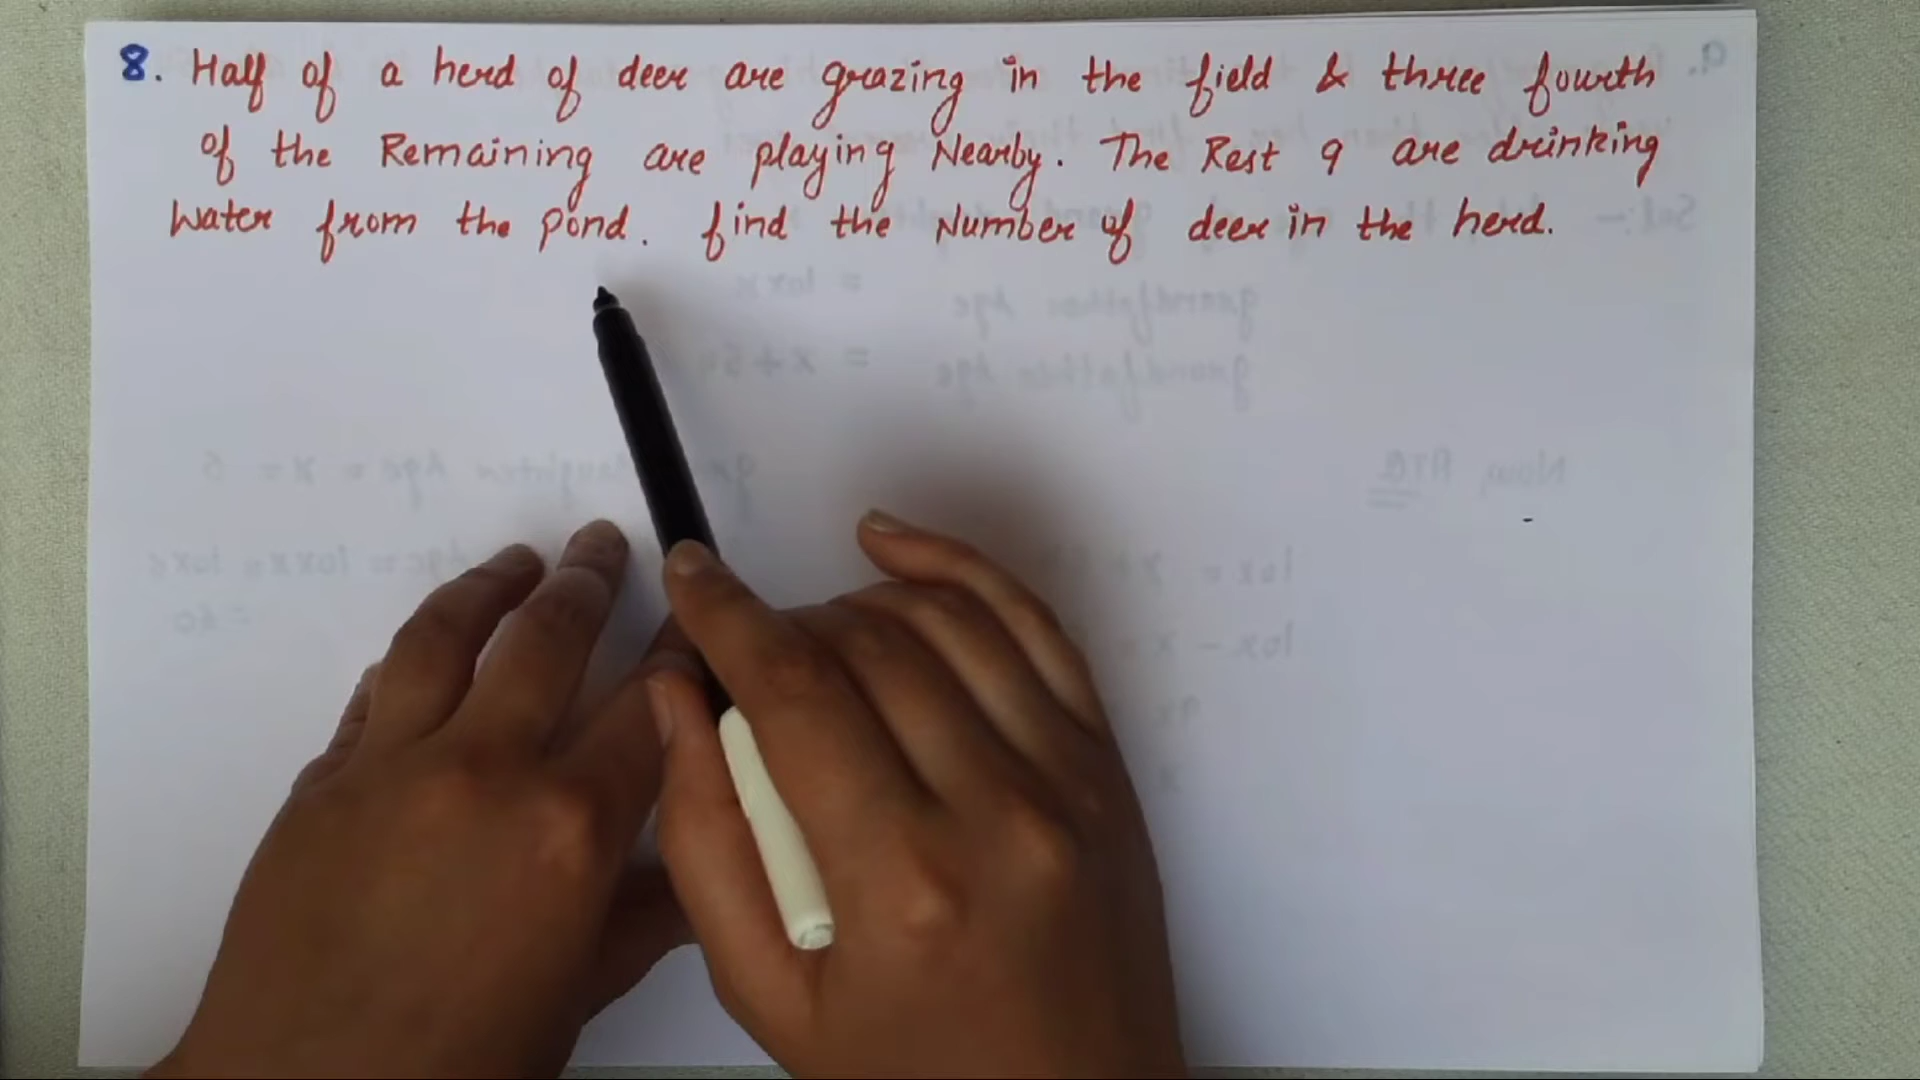 8. Half of a herd of deer are grazing in the field & three fourth
of the Remaining are playing Nearby. The Rest 9 are drinking
Water from the pond. find the Number of deer in the herd.